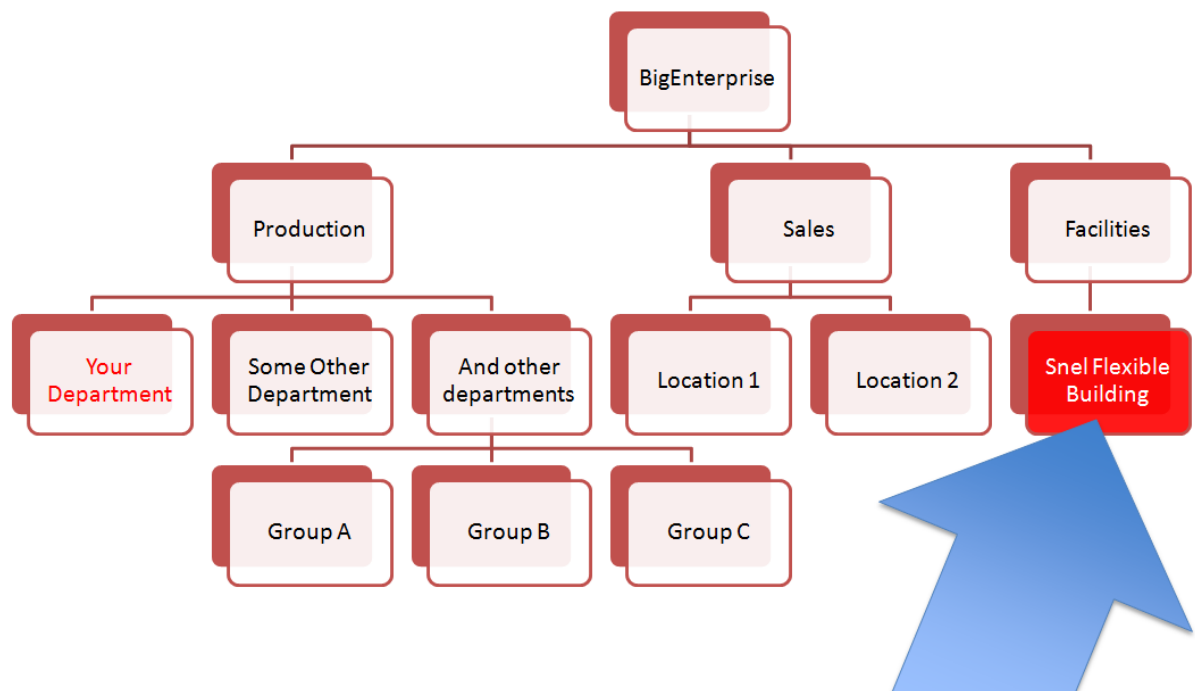 BigEnterprise
Production
Sales
Facilities
Your
Department
Some Other
Department
And other
departments
Location 1
Location 2
Snel Flexible
Building
Group A
Group B
Group C